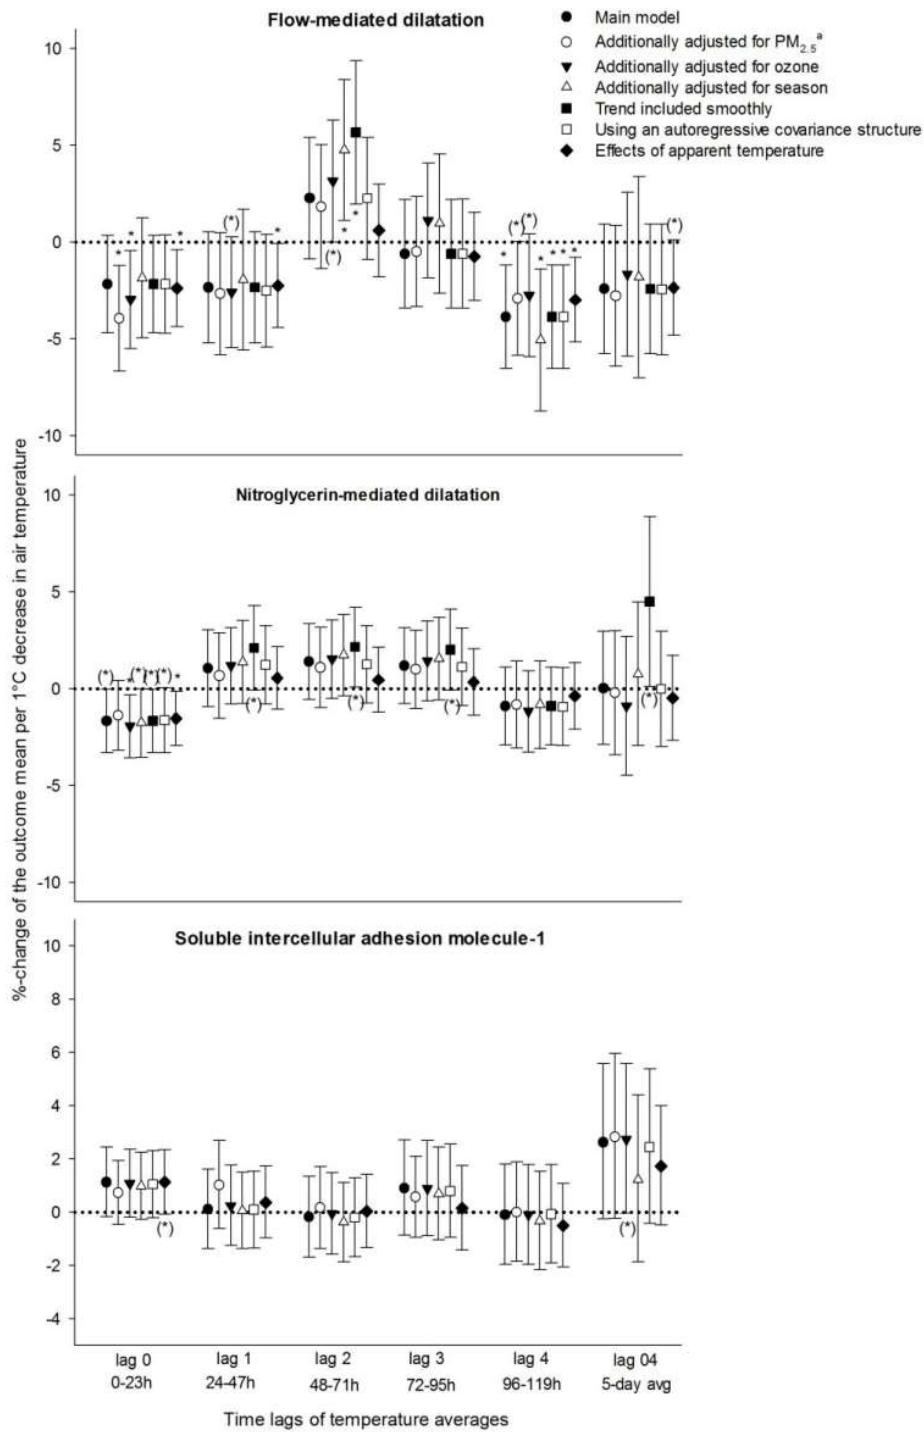 Flow-mediated dilatation
Main model
Additionally adjusted for PM2.5a
Additionally adjusted for ozone
Additionally adjusted for season
Trend included smoothly
Using an autoregressive covariance structure
Effects of apparent temperature
10
5
0
-5
-10
(*)
(*)
(*)
(*)
* * *
*
* *
(*)
* * * * *
%-change of the outcome mean per 1°C decrease in air temperature
Nitroglycerin-mediated dilatation
10
5
0
-5
-10
(*) * (*) (*) (*) *
(*) (*) (*) (*)
Soluble intercellular adhesion molecule-1
10
8
6
4
2
0
-2
-4
(*) (*)
lag 0 lag 1 lag 2 lag 3 lag 4 lag 04
0-23h 24-47h 48-71h 72-95h 96-119h 5-day avg
Time lags of temperature averages